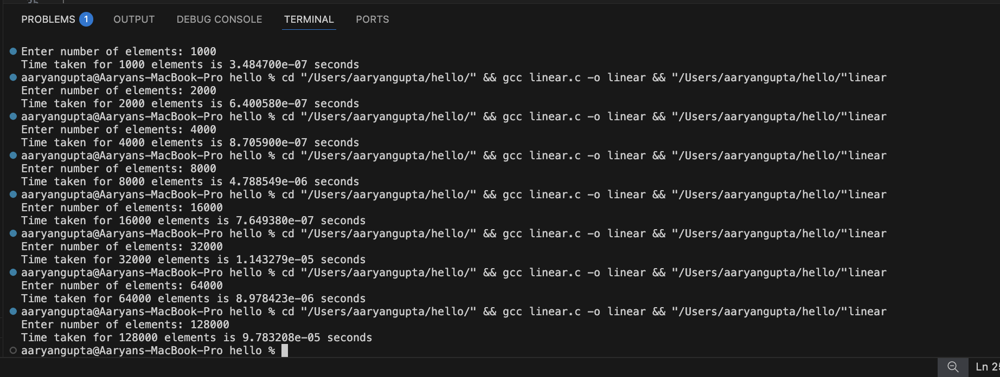 PROBLEMS 1 OUTPUT DEBUG CONSOLE TERMINAL PORTS
Enter number of elements: 1000
Time taken for 1000 elements is 3.484700e-07 seconds
aaryangupta@Aaryans-MacBook-Pro hello % cd "/Users/aaryangupta/hello/" && gcc linear.c -o linear && "/Users/aaryangupta/hello/"linear
Enter number of elements: 2000
Time taken for 2000 elements is 6.400580e-07 seconds
aaryangupta@Aaryans-MacBook-Pro hello % cd "/Users/aaryangupta/hello/" && gcc linear.c -o linear && "/Users/aaryangupta/hello/"linear
Enter number of elements: 4000
Time taken for 4000 elements is 8.705900e-07 seconds
aaryangupta@Aaryans-MacBook-Pro hello % cd "/Users/aaryangupta/hello/" && gcc linear.c -o linear && "/Users/aaryangupta/hello/"linear
Enter number of elements: 8000
Time taken for 8000 elements is 4.788549e-06 seconds
aaryangupta@Aaryans-MacBook-Pro hello % cd "/Users/aaryangupta/hello/" && gcc linear.c -o linear && "/Users/aaryangupta/hello/"linear
Enter number of elements: 16000
Time taken for 16000 elements is 7.649380e-07 seconds
aaryangupta@Aaryans-MacBook-Pro hello % cd "/Users/aaryangupta/hello/" && gcc linear.c -o linear && "/Users/aaryangupta/hello/"linear
Enter number of elements: 32000
Time taken for 32000 elements is 1.143279e-05 seconds
aaryangupta@Aaryans-MacBook-Pro hello % cd "/Users/aaryangupta/hello/" && gcc linear.c -o linear && "/Users/aaryangupta/hello/"linear
Enter number of elements: 64000
Time taken for 64000 elements is 8.978423e-06 seconds
aaryangupta@Aaryans-MacBook-Pro hello % cd "/Users/aaryangupta/hello/" && gcc linear.c -o linear && "/Users/aaryangupta/hello/"linear
Enter number of elements: 128000
Time taken for 128000 elements is 9.783208e-05 seconds
aaryangupta@Aaryans-MacBook-Pro hello %
Ln